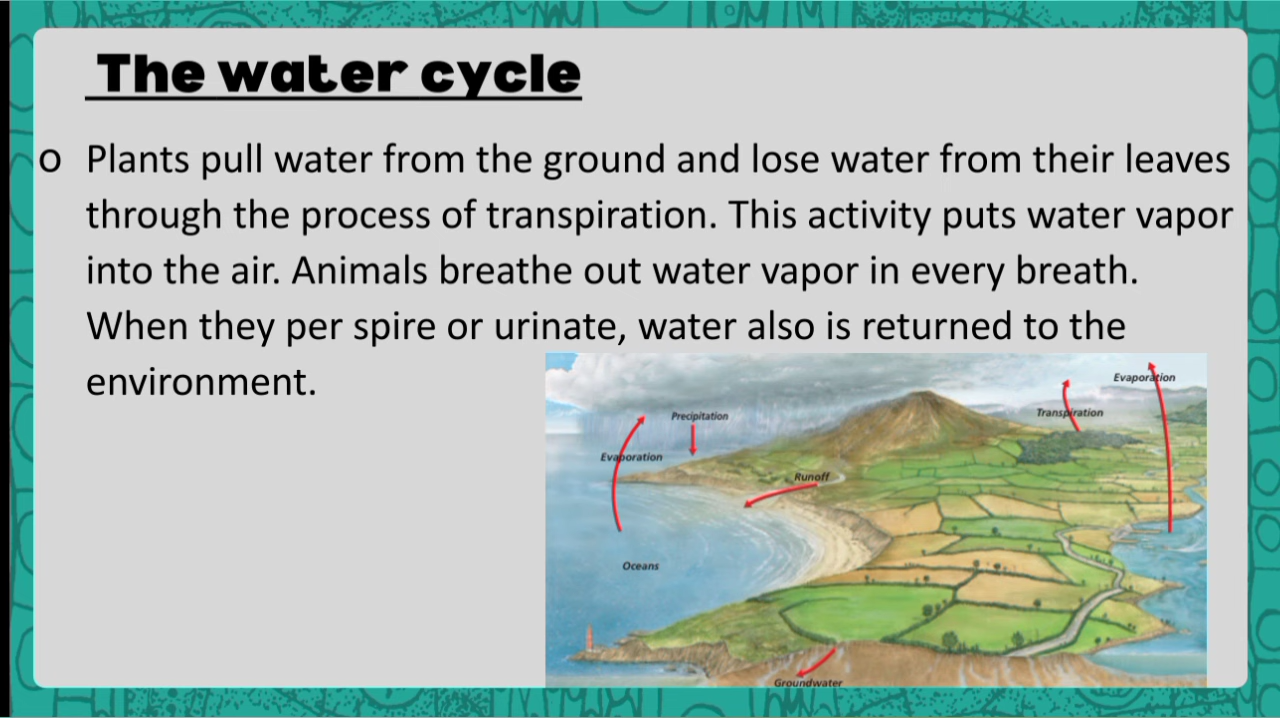 The water cycle
o Plants pull water from the ground and lose water from their leaves
through the process of transpiration. This activity puts water vapor
into the air. Animals breathe out water vapor in every breath.
When they per spire or urinate, water also is returned to the
environment.
Evaporation
Transpiration
Precipitation
Evaporation
Runoff
Oceans
Groundwater